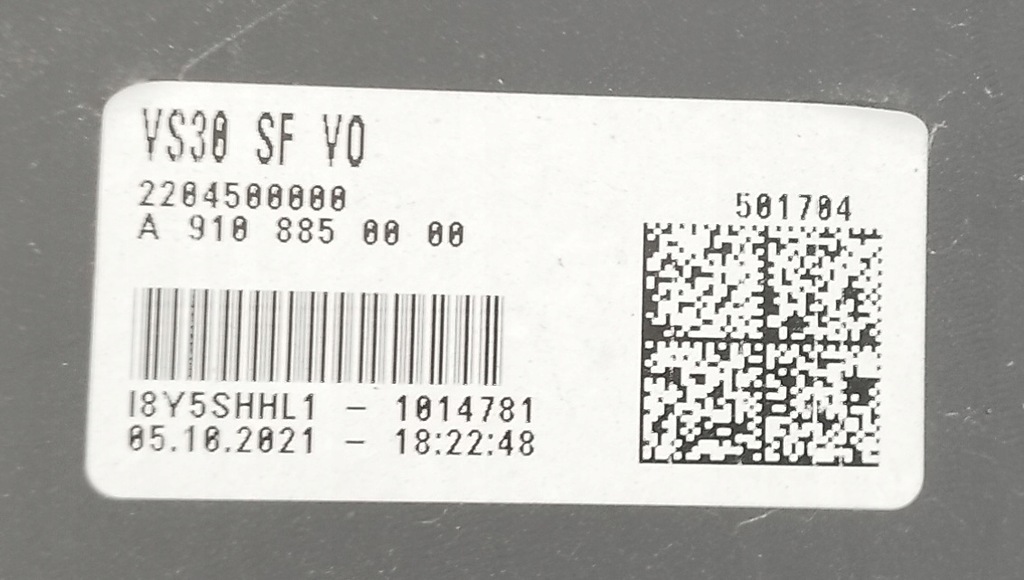 VS30 SF VO
2204500000
A 910 885 00 00
501704
I8Y5SHHL1 - 1014781
05.10.2021 - 18:22:48